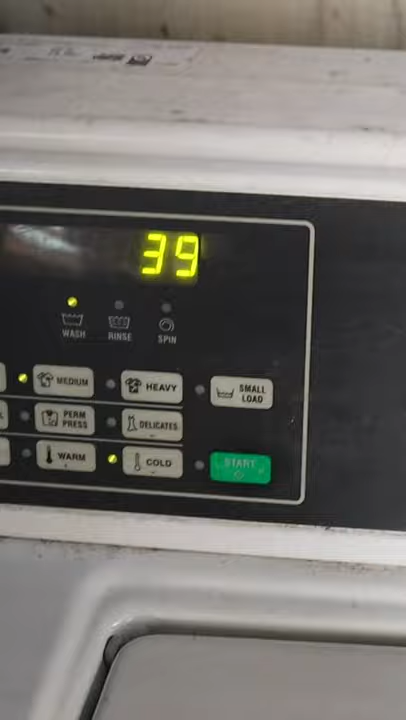 39
WASH RINSE SPIN
MEDIUM HEAVY SMALL LOAD
PERM PRESS DELICATES
WARM COLD START